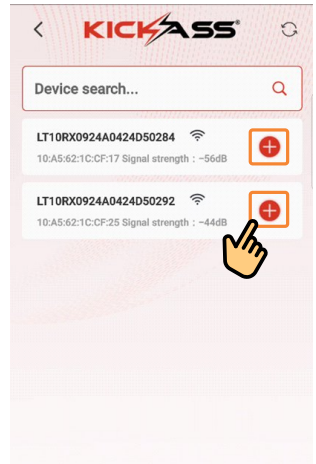 KICKASS
Device search...
LT10RX0924A0424D50284
10:A5:62:1C:CF:17 Signal strength : -56dB
LT10RX0924A0424D50292
10:A5:62:1C:CF:25 Signal strength : -44dB